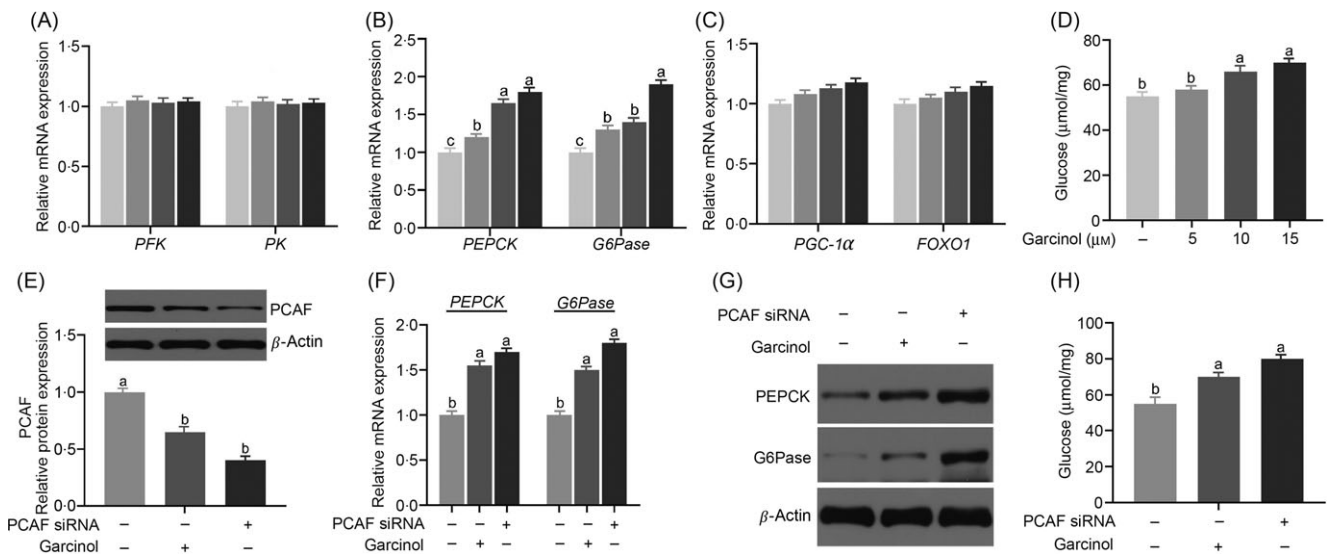 (A)
Relative mRNA expression
1·5
1·0
0·5
0·0
PFK
PK
(B)
Relative mRNA expression
2·5
2·0
1·5
1·0
0·5
0·0
c
b
a
a
c
b
b
a
PEPCK
G6Pase
(C)
Relative mRNA expression
1·5
1·0
0·5
0·0
PGC-1α
FOXO1
(D)
Glucose (μmol/mg)
80
60
40
20
0
b
b
a
a
Garcinol (μM)
–
5
10
15
(E)
PCAF
β-Actin
PCAF
Relative protein expression
1·5
1·0
0·5
0·0
a
b
b
PCAF siRNA – – +
Garcinol – + –
(F)
PEPCK
G6Pase
Relative mRNA expression
2·0
1·5
1·0
0·5
0·0
b
a
a
b
a
a
– – + – – +
– + – – + –
(G)
PCAF siRNA – – +
Garcinol – + –
PEPCK
G6Pase
β-Actin
(H)
Glucose (μmol/mg)
100
80
60
40
20
0
b
a
a
PCAF siRNA – – +
Garcinol – + –